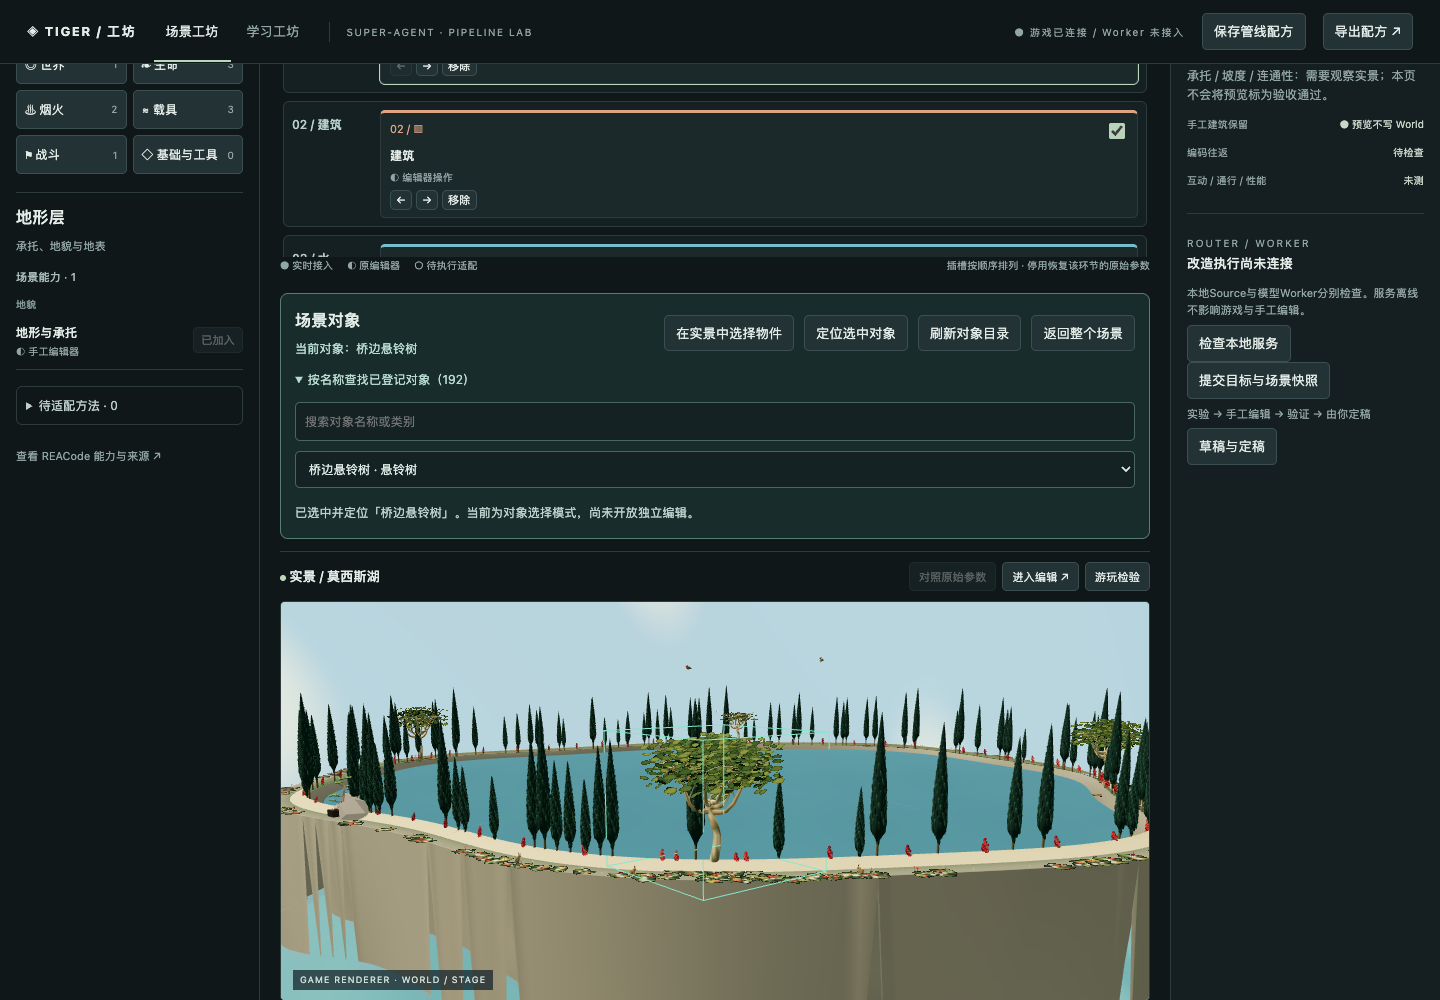 ◈ TIGER / 工坊
场景工坊
学习工坊
SUPER-AGENT · PIPELINE LAB
● 游戏已连接 / Worker 未接入
保存管线配方
导出配方 ↗
世界 1
生命 3
烟火 2
载具 3
战斗 1
基础与工具 0
地形层
承托、地貌与地表
场景能力 · 1
地貌
地形与承托
◐ 手工编辑器
已加入
▶ 待适配方法 · 0
查看 REACode 能力与来源 ↗
← → 移除
02 / 建筑
02 / ▥
建筑
◐ 编辑器操作
← → 移除
● 实时接入 ◐ 原编辑器 ○ 待执行适配
插槽按顺序排列 · 停用恢复该环节的原始参数
场景对象
当前对象：桥边悬铃树
在实景中选择物件
定位选中对象
刷新对象目录
返回整个场景
▼ 按名称查找已登记对象（192）
搜索对象名称或类别
桥边悬铃树 · 悬铃树
已选中并定位「桥边悬铃树」。当前为对象选择模式，尚未开放独立编辑。
● 实景 / 莫西斯湖
对照原始参数
进入编辑 ↗
游玩检验
GAME RENDERER · WORLD / STAGE
承托 / 坡度 / 连通性：需要观察实景；本页
不会将预览标为验收通过。
手工建筑保留 ● 预览不写 World
编码往返 待检查
互动 / 通行 / 性能 未测
ROUTER / WORKER
改造执行尚未连接
本地Source与模型Worker分别检查。服务离线
不影响游戏与手工编辑。
检查本地服务
提交目标与场景快照
实验 → 手工编辑 → 验证 → 由你定稿
草稿与定稿